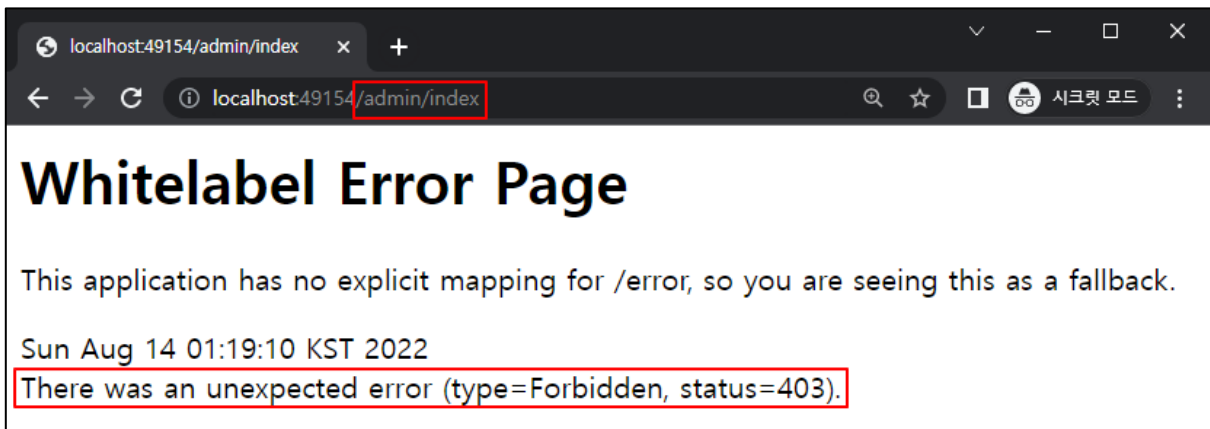 localhost:49154/admin/index
localhost:49154/admin/index
시크릿 모드
Whitelabel Error Page
This application has no explicit mapping for /error, so you are seeing this as a fallback.
Sun Aug 14 01:19:10 KST 2022
There was an unexpected error (type=Forbidden, status=403).